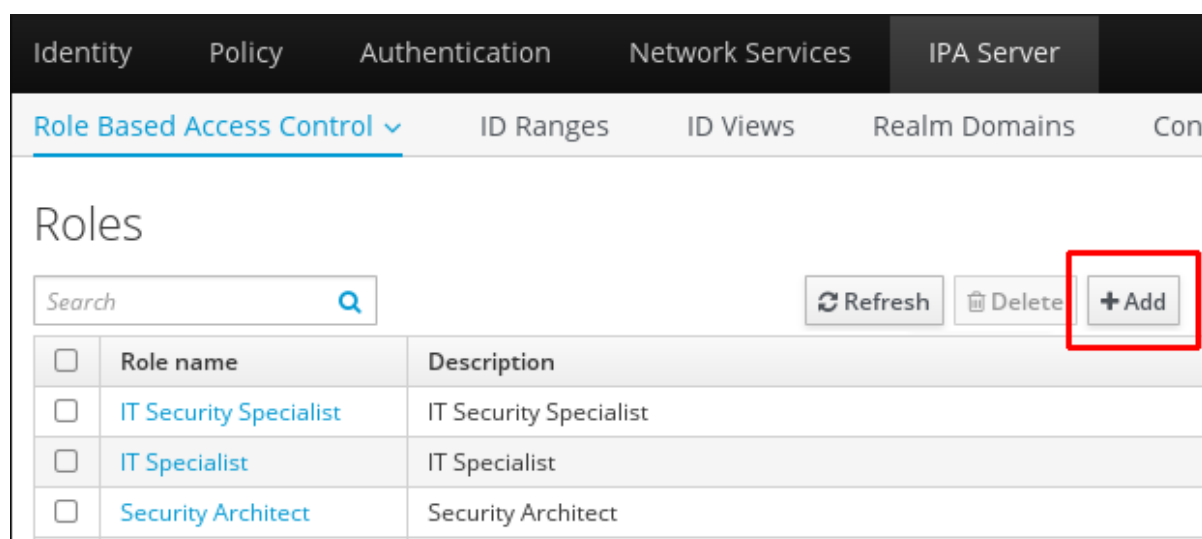 Identity Policy Authentication Network Services IPA Server
Role Based Access Control ID Ranges ID Views Realm Domains Con
Roles
Search Refresh Delete Add
Role name Description
IT Security Specialist IT Security Specialist
IT Specialist IT Specialist
Security Architect Security Architect